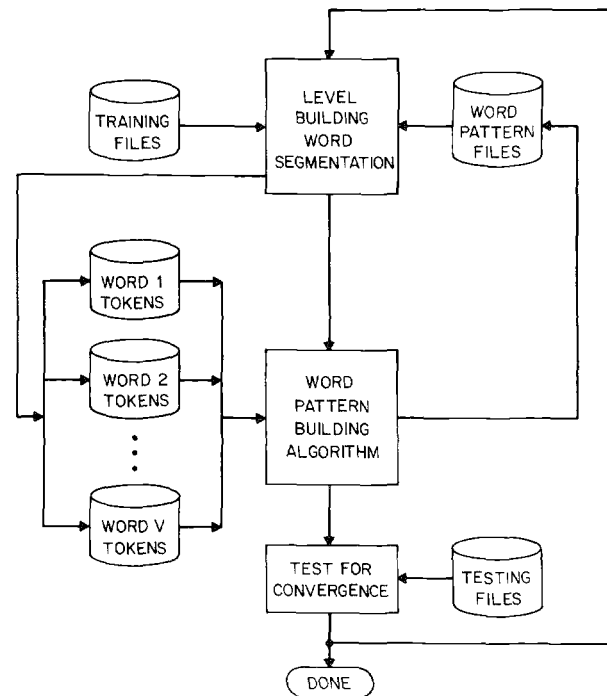 LEVEL
BUILDING
WORD
SEGMENTATION
TRAINING
FILES
WORD
PATTERN
FILES
WORD 1
TOKENS
WORD 2
TOKENS
WORD V
TOKENS
WORD
PATTERN
BUILDING
ALGORITHM
TEST FOR
CONVERGENCE
TESTING
FILES
DONE